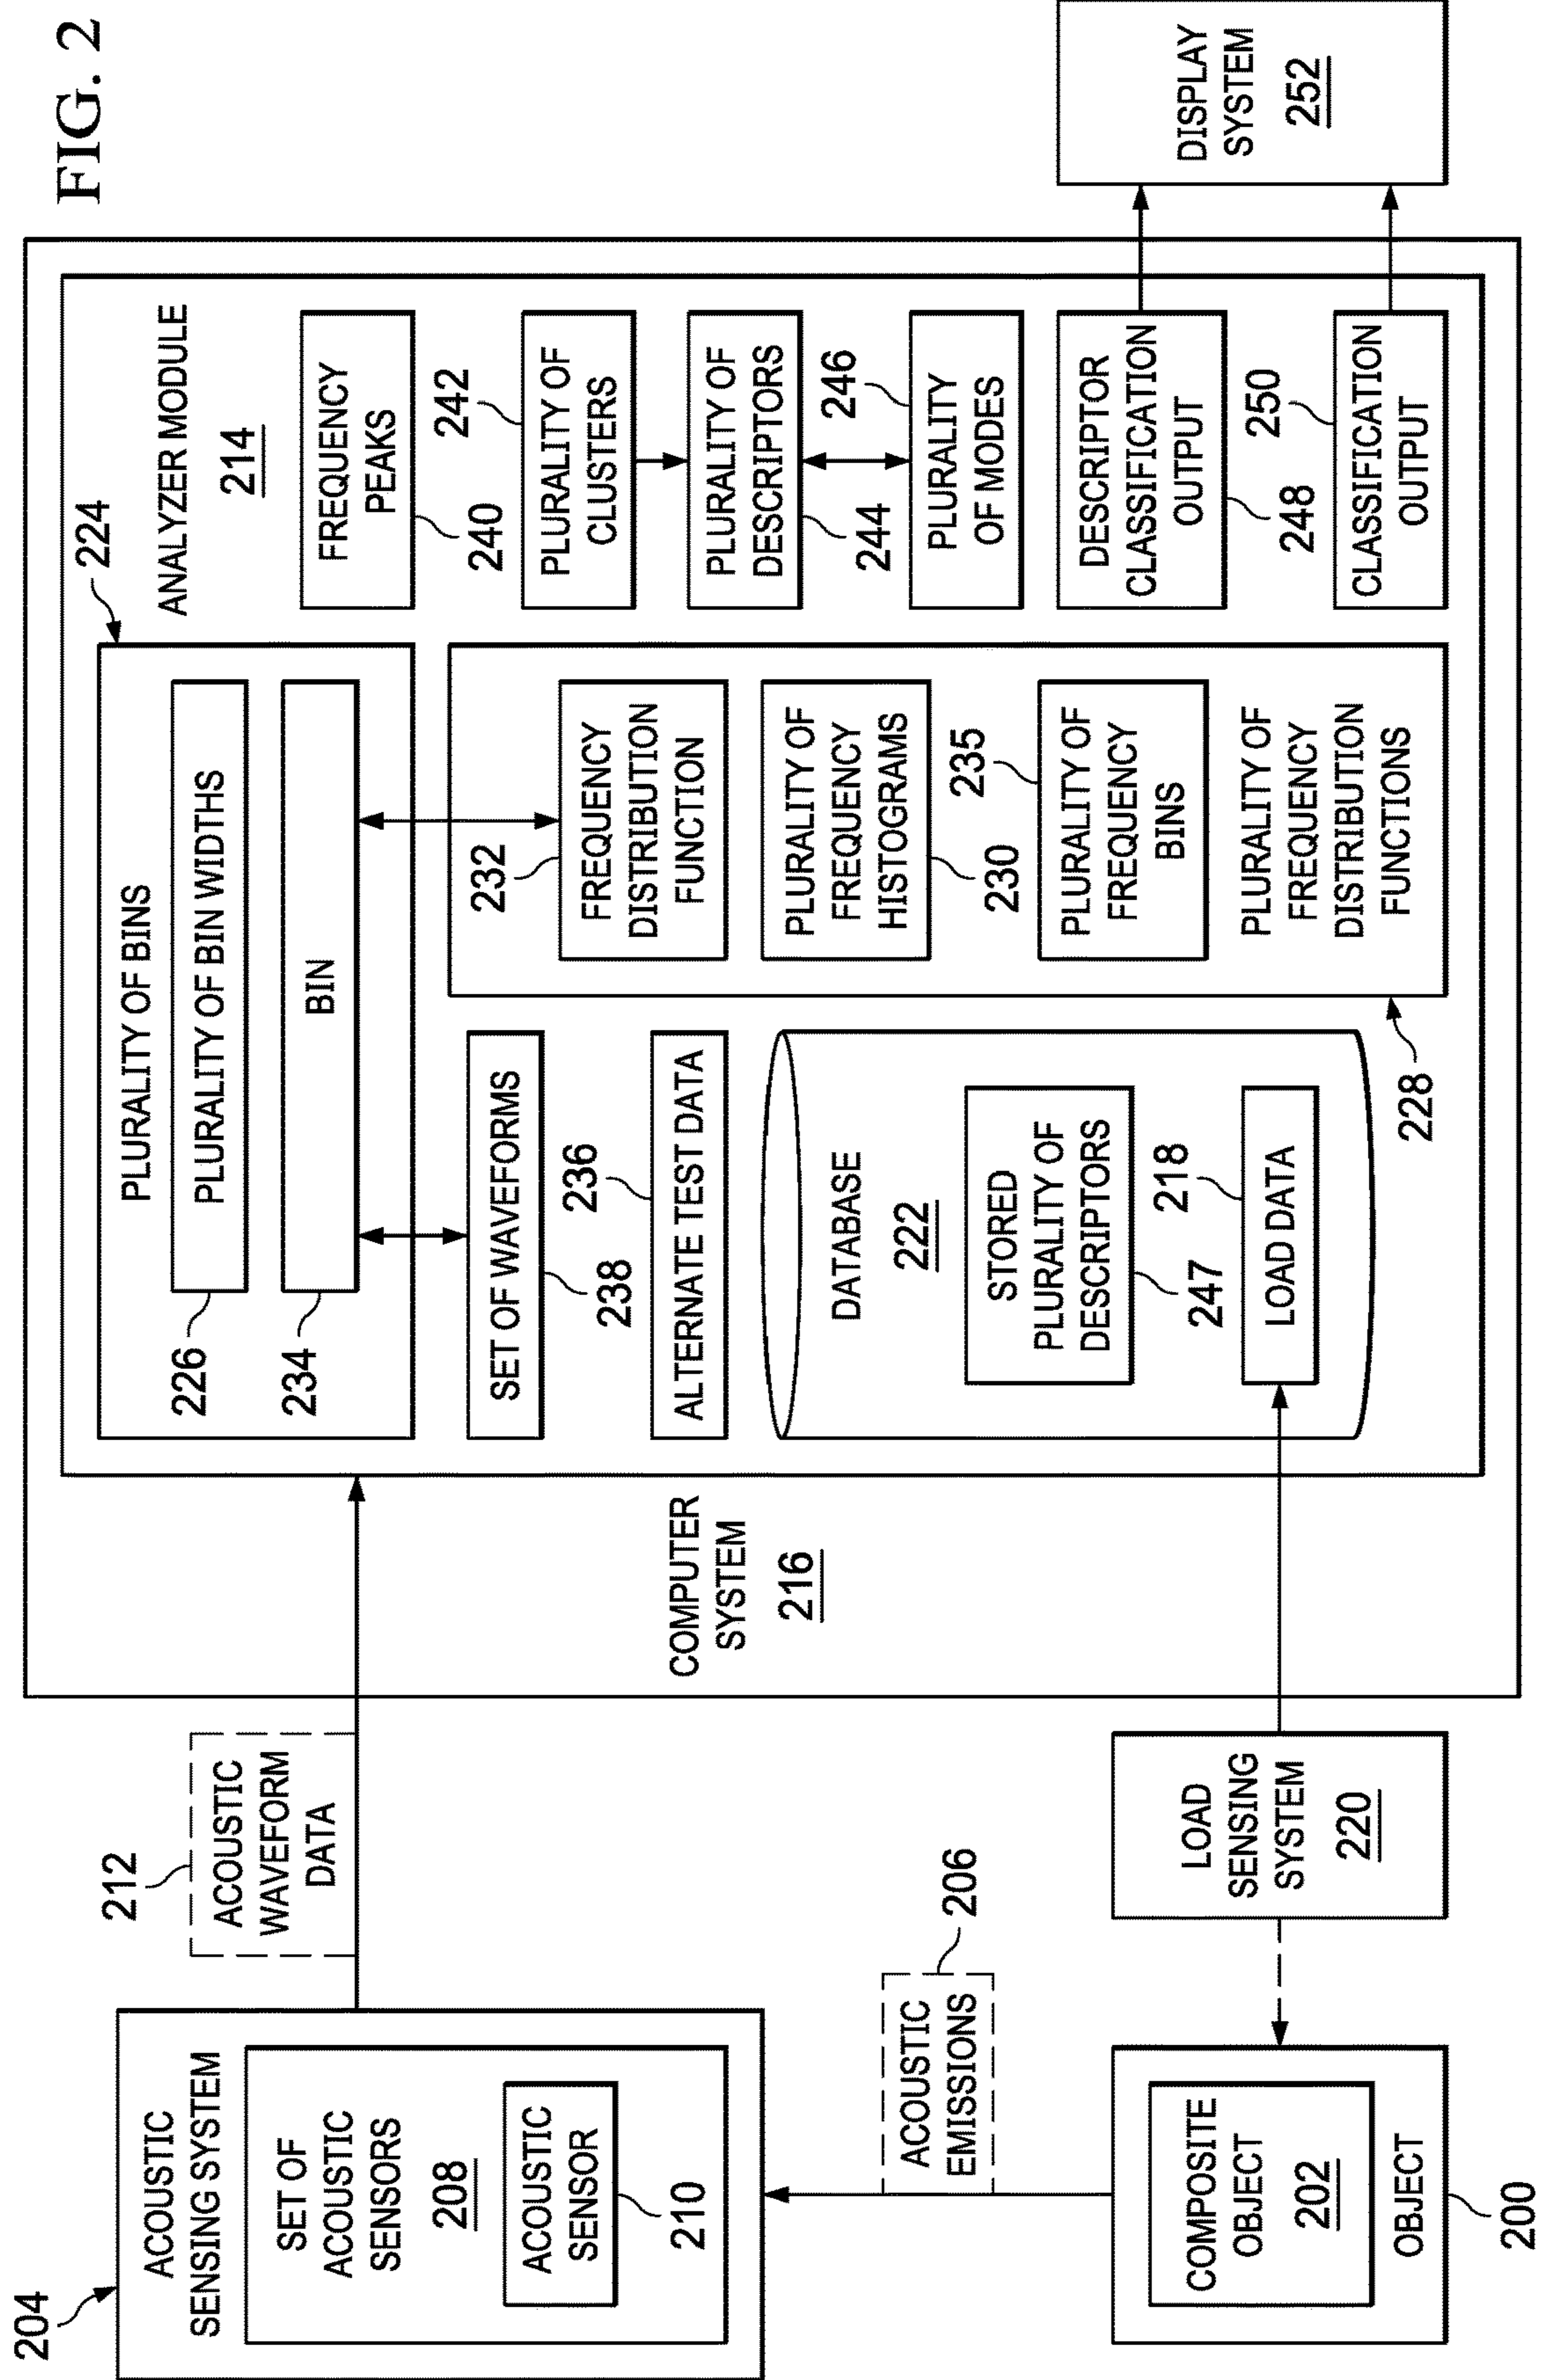 FIG. 2
204
ACOUSTIC
SENSING SYSTEM
SET OF
ACOUSTIC
SENSORS
208
ACOUSTIC
SENSOR
210
212
ACOUSTIC
WAVEFORM
DATA
206
ACOUSTIC
EMISSIONS
COMPOSITE
OBJECT
202
OBJECT
200
LOAD
SENSING
SYSTEM
220
COMPUTER
SYSTEM
216
ANALYZER MODULE
214
224
PLURALITY OF BINS
PLURALITY OF BIN WIDTHS
226
BIN
234
SET OF WAVEFORMS
238
236
ALTERNATE TEST DATA
DATABASE
222
STORED
PLURALITY OF
DESCRIPTORS
247
218
LOAD DATA
232
FREQUENCY
DISTRIBUTION
FUNCTION
PLURALITY OF
FREQUENCY
HISTOGRAMS
230
235
PLURALITY OF
FREQUENCY
BINS
PLURALITY OF
FREQUENCY
DISTRIBUTION
FUNCTIONS
228
FREQUENCY
PEAKS
240
242
PLURALITY OF
CLUSTERS
PLURALITY OF
DESCRIPTORS
244
246
PLURALITY
OF MODES
DESCRIPTOR
CLASSIFICATION
OUTPUT
248
250
CLASSIFICATION
OUTPUT
DISPLAY
SYSTEM
252